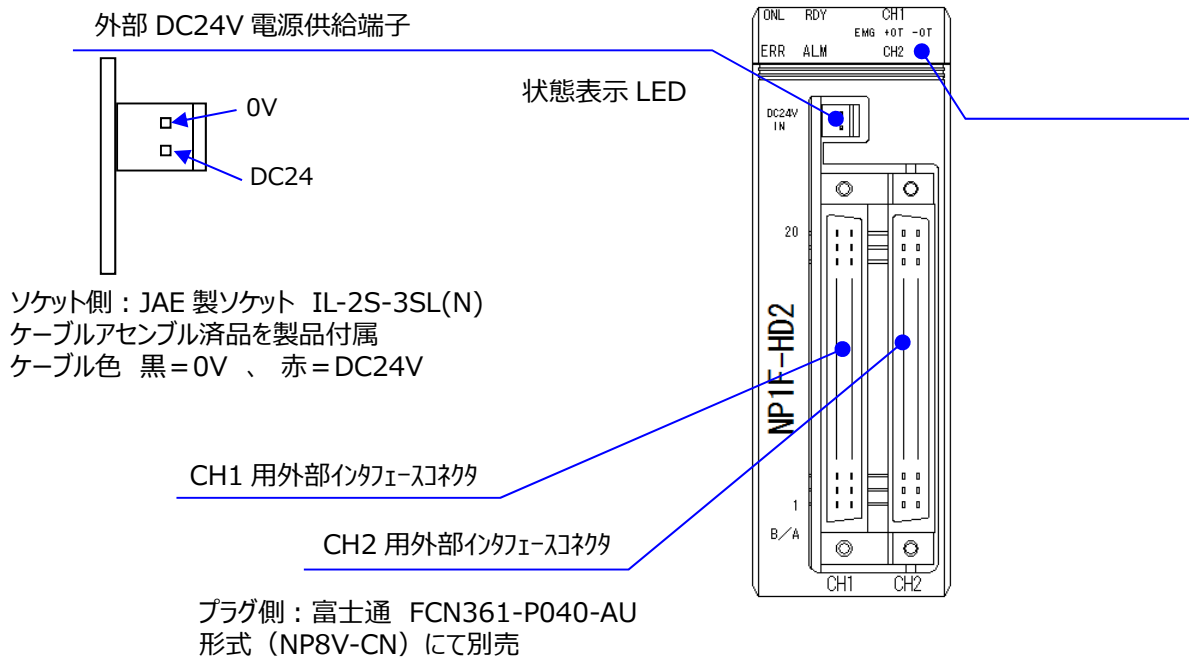 外部 DC24V 電源供給端子
0V
DC24
ソケット側：JAE 製ソケット IL-2S-3SL(N)
ケーブルアセンブル済品を製品付属
ケーブル色 黒＝0V 、 赤＝DC24V
状態表示 LED
ONL RDY CH1
EMG +OT -OT
ERR ALM CH2
DC24V
IN
20
NP1F-HD2
1
B/A
CH1 CH2
CH1 用外部インタフェースコネクタ
CH2 用外部インタフェースコネクタ
プラグ側：富士通 FCN361-P040-AU
形式（NP8V-CN）にて別売